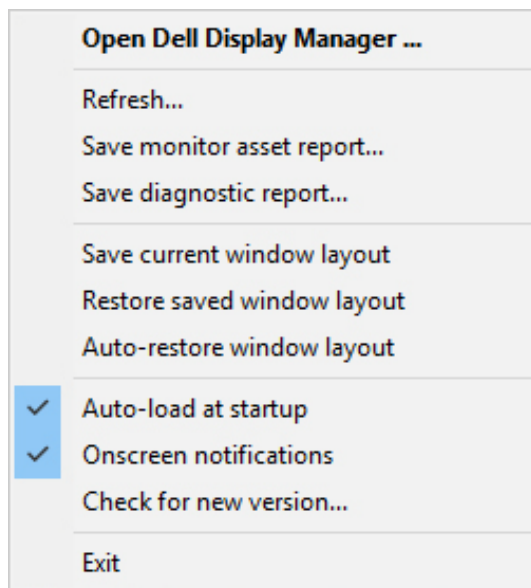 Open Dell Display Manager ...
Refresh...
Save monitor asset report...
Save diagnostic report...
Save current window layout
Restore saved window layout
Auto-restore window layout
Auto-load at startup
Onscreen notifications
Check for new version...
Exit